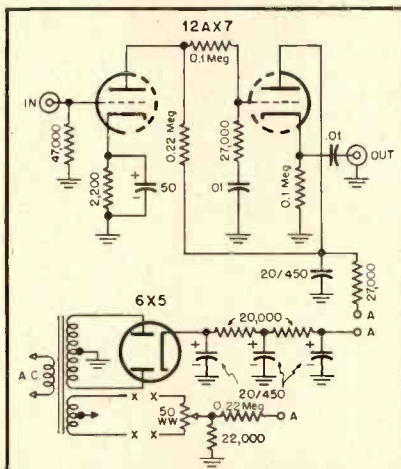 12AX7
0.1 Meg
IN
47,000
2,200
+
-
50
0.22 Meg
27,000
.01
0.1 Meg
.01
OUT
20/450
27,000
A
A
6X5
20,000
+
-
+
-
+
-
20/450
A.C.
X X
X X
50
WW
0.22 Meg
A
22,000